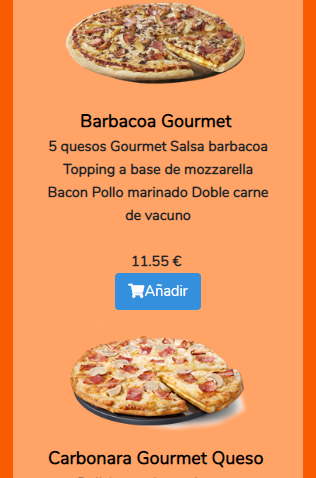 Barbacoa Gourmet
5 quesos Gourmet Salsa barbacoa
Topping a base de mozzarella
Bacon Pollo marinado Doble carne
de vacuno
11.55 €
Añadir
Carbonara Gourmet Queso